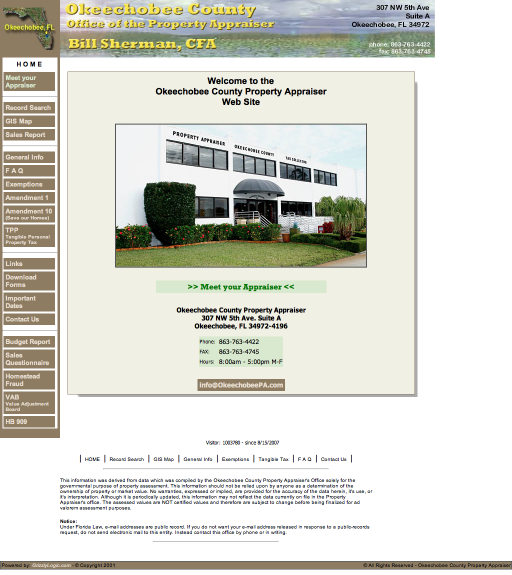 Okeechobee, FL
Okeechobee County
Office of the Property Appraiser
Bill Sherman, CFA
307 NW 5th Ave
Suite A
Okeechobee, FL 34972
phone: 863-763-4422
fax: 863-763-4745
HOME
Meet your
Appraiser
Record Search
GIS Map
Sales Report
General Info
F A Q
Exemptions
Amendment 1
Amendment 10
(Save our Homes)
TPP
Tangible Personal
Property Tax
Links
Download
Forms
Important
Dates
Contact Us
Budget Report
Sales
Questionnaire
Homestead
Fraud
VAB
Value Adjustment
Board
HB 909
Welcome to the
Okeechobee County Property Appraiser
Web Site
PROPERTY APPRAISER
OKEECHOBEE COUNTY
TAX COLLECTOR
>> Meet your Appraiser <<
Okeechobee County Property Appraiser
307 NW 5th Ave. Suite A
Okeechobee, FL 34972-4196
Phone: 863-763-4422
FAX: 863-763-4745
Hours: 8:00am - 5:00pm M-F
info@OkeechobeePA.com
Visitor: 1003780 - since 8/15/2007
| HOME | Record Search | GIS Map | General Info | Exemptions | Tangible Tax | F A Q | Contact Us |
This information was derived from data which was compiled by the Okeechobee County Property Appraiser's Office solely for the
governmental purpose of property assessment. This information should not be relied upon by anyone as a determination of the
ownership of property or market value. No warranties, expressed or implied, are provided for the accuracy of the data herein, it's use, or
it's interpretation. Although it is periodically updated, this information may not reflect the data currently on file in the Property
Appraiser's office. The assessed values are NOT certified values and therefore are subject to change before being finalized for ad
valorem assessment purposes.
Notice:
Under Florida Law, e-mail addresses are public record. If you do not want your e-mail address released in response to a public-records
request, do not send electronic mail to this entity. Instead contact this office by phone or in writing.
Powered by: GrizzlyLogic.com - © Copyright 2001
© All Rights Reserved - Okeechobee County Property Appraiser